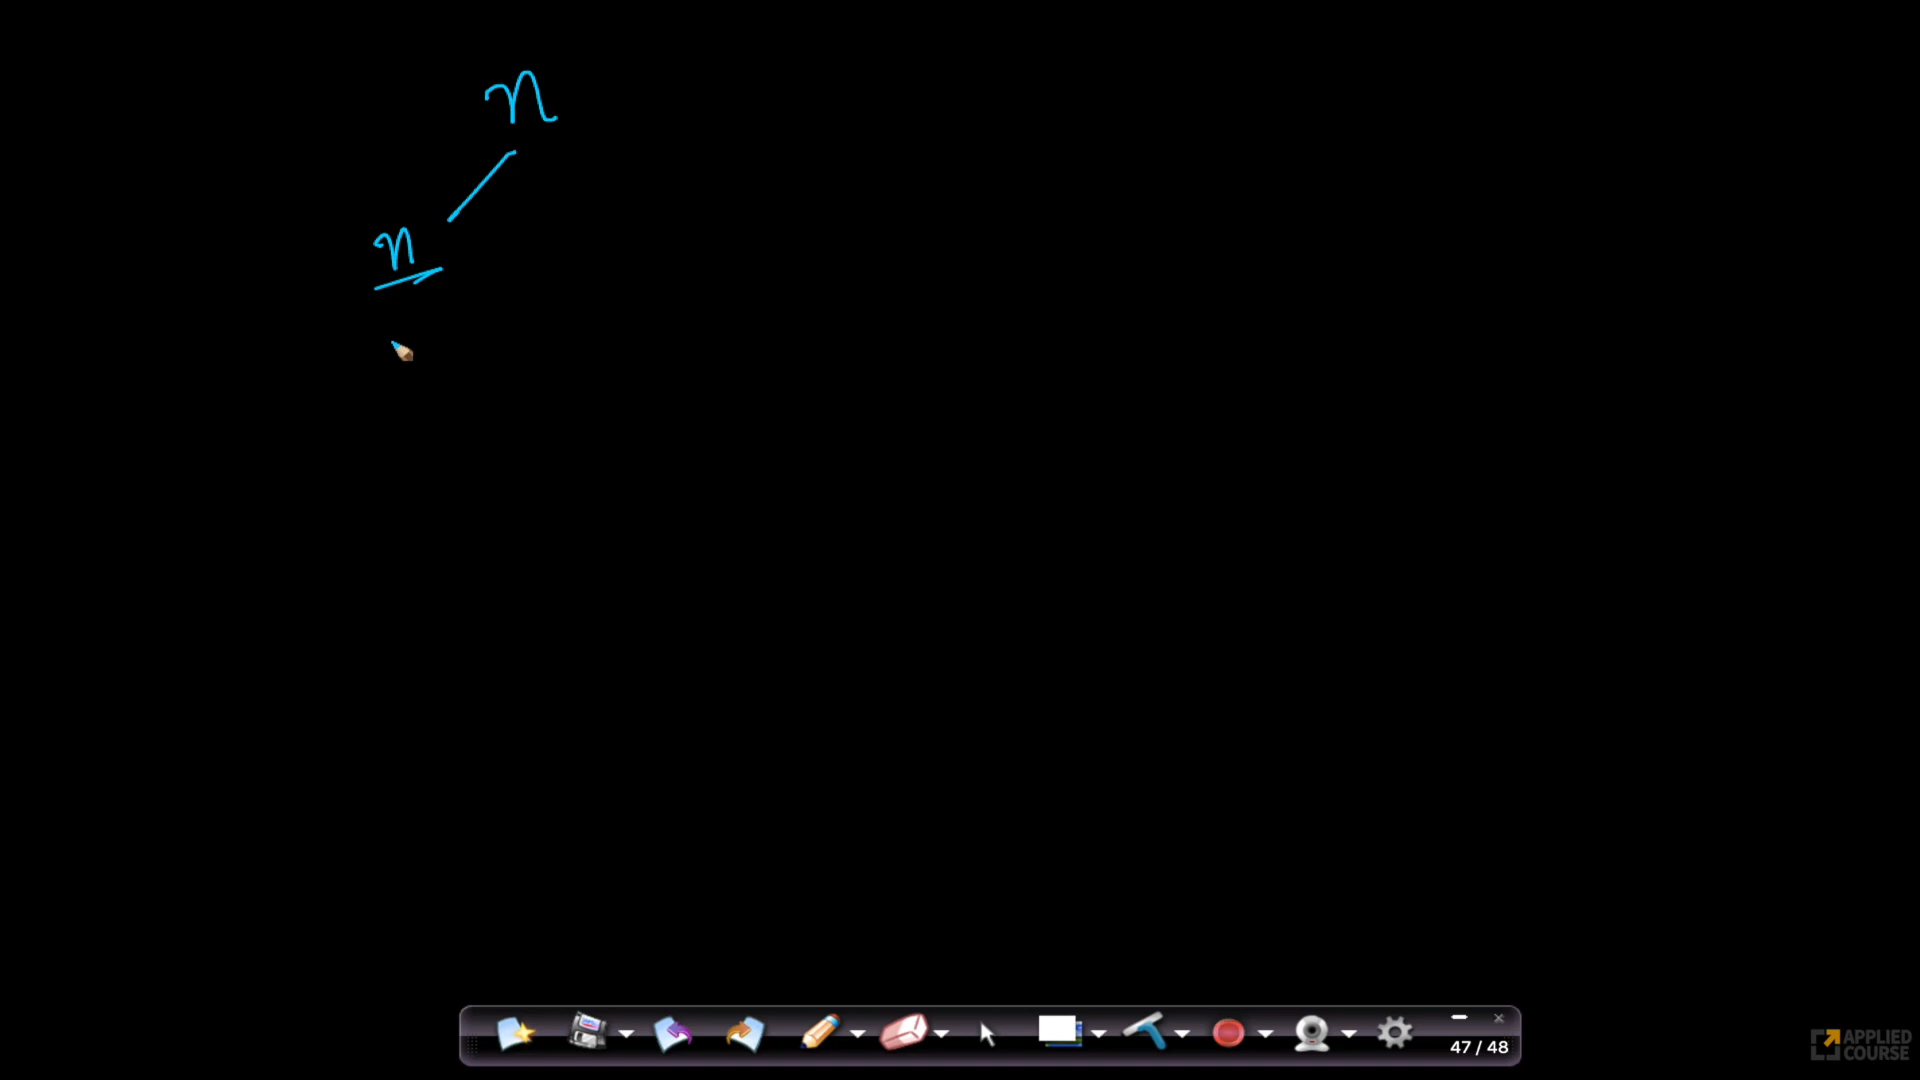 n
n
47 / 48
APPLIED
COURSE